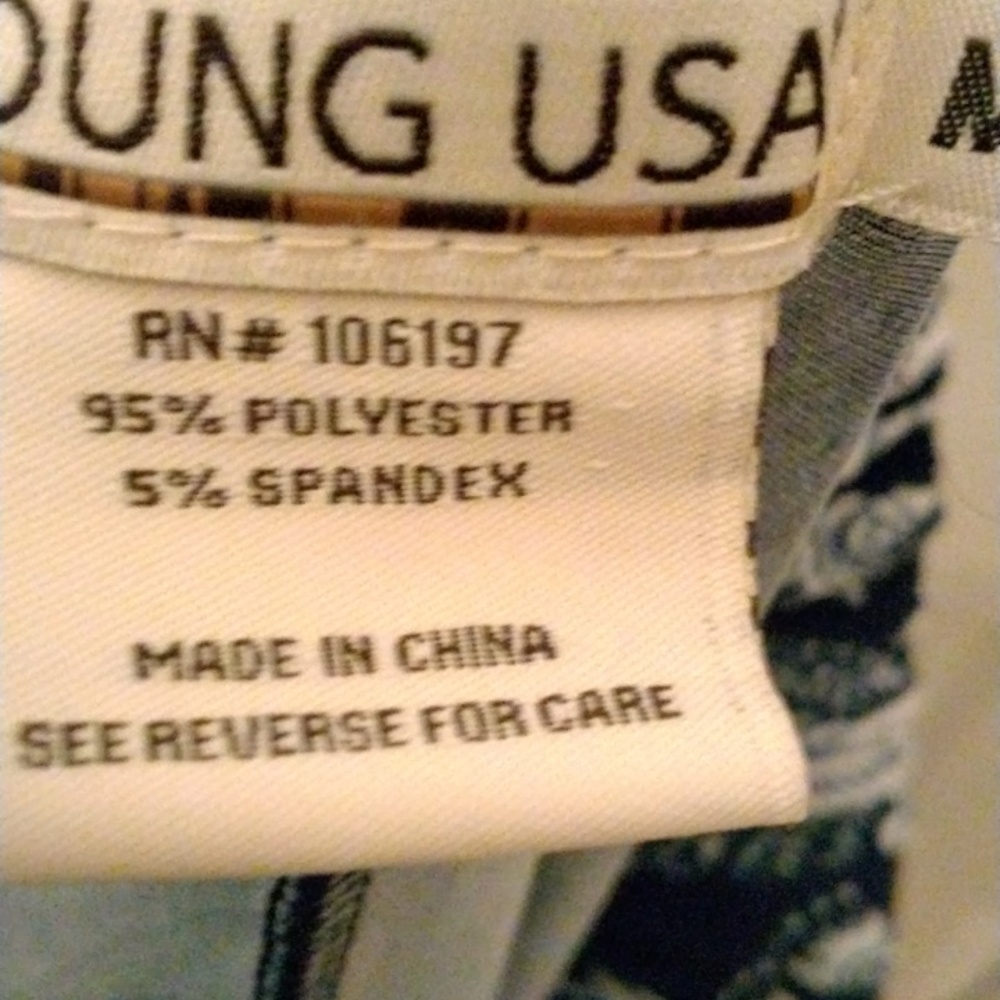 OUNG USA
RN# 106197
95% POLYESTER
5% SPANDEX
MADE IN CHINA
SEE REVERSE FOR CARE